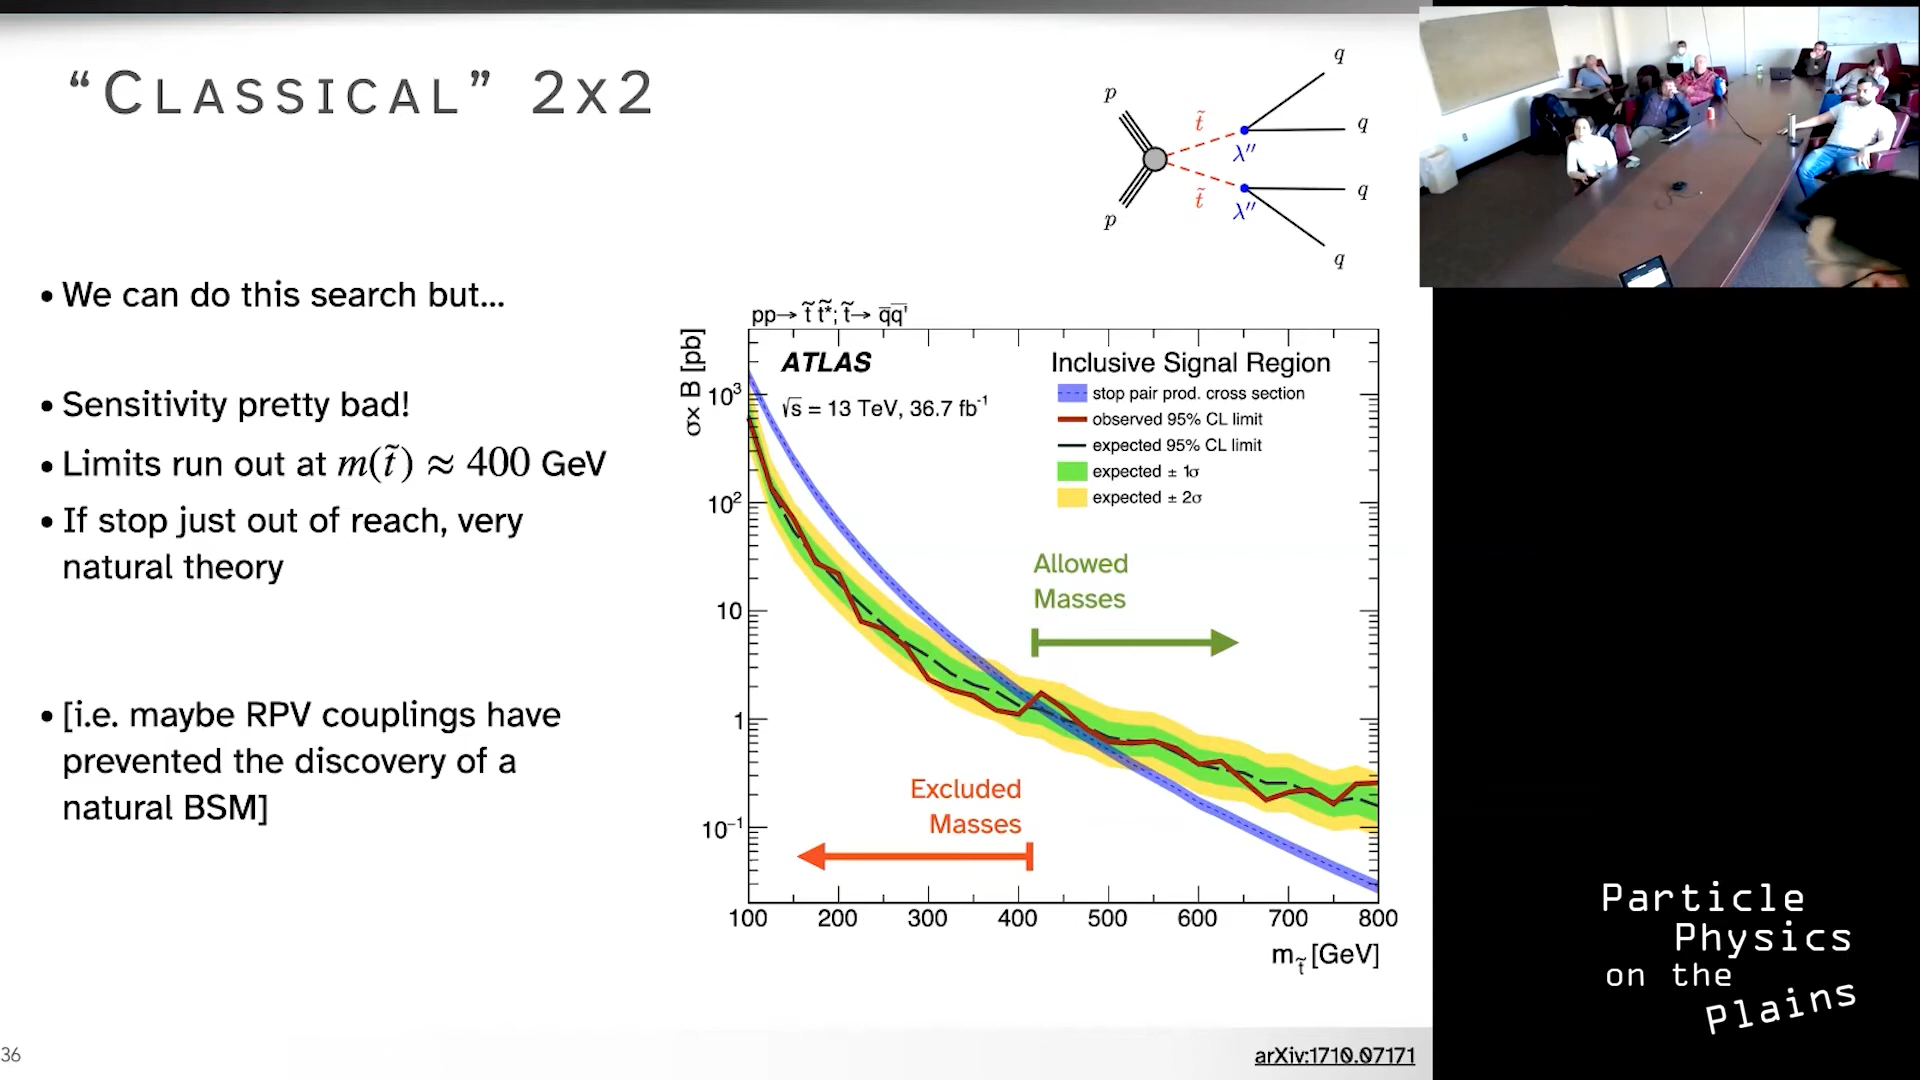 “CLASSICAL” 2X2
p
p
t̃
t̃
λ″
λ″
q
q
q
q
• We can do this search but...
• Sensitivity pretty bad!
• Limits run out at m(t̃) ≈ 400 GeV
• If stop just out of reach, very
natural theory
• [i.e. maybe RPV couplings have
prevented the discovery of a
natural BSM]
pp→ t̃ t̃*; t̃→ q̅q̅'
σ× B [pb]
ATLAS
√s = 13 TeV, 36.7 fb⁻¹
Inclusive Signal Region
stop pair prod. cross section
observed 95% CL limit
expected 95% CL limit
expected ± 1σ
expected ± 2σ
Allowed
Masses
Excluded
Masses
10³
10²
10
1
10⁻¹
100 200 300 400 500 600 700 800
m_t̃ [GeV]
36
arXiv:1710.07171
Particle
Physics
on the
Plains